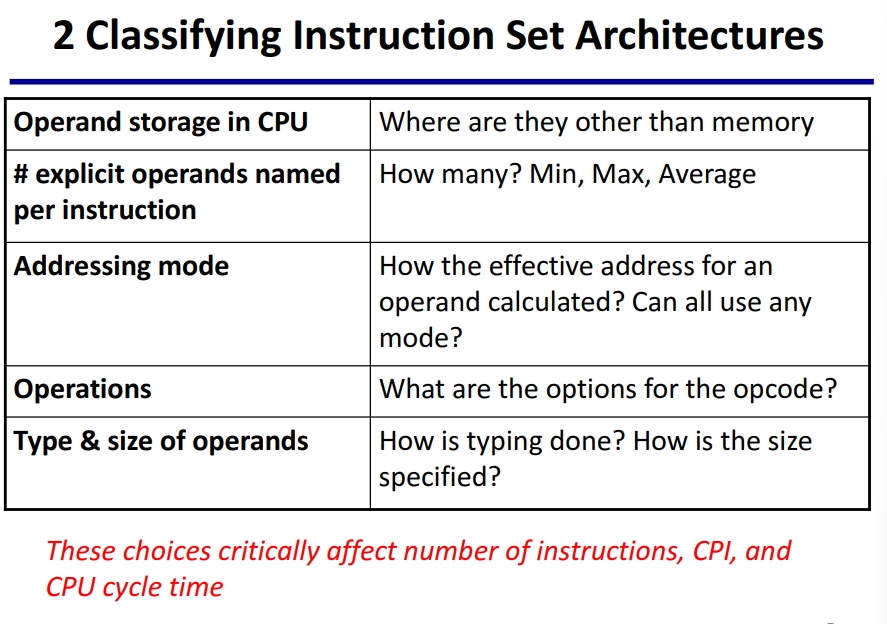 2 Classifying Instruction Set Architectures
Operand storage in CPU
Where are they other than memory
# explicit operands named
per instruction
How many? Min, Max, Average
Addressing mode
How the effective address for an
operand calculated? Can all use any
mode?
Operations
What are the options for the opcode?
Type & size of operands
How is typing done? How is the size
specified?
These choices critically affect number of instructions, CPI, and
CPU cycle time